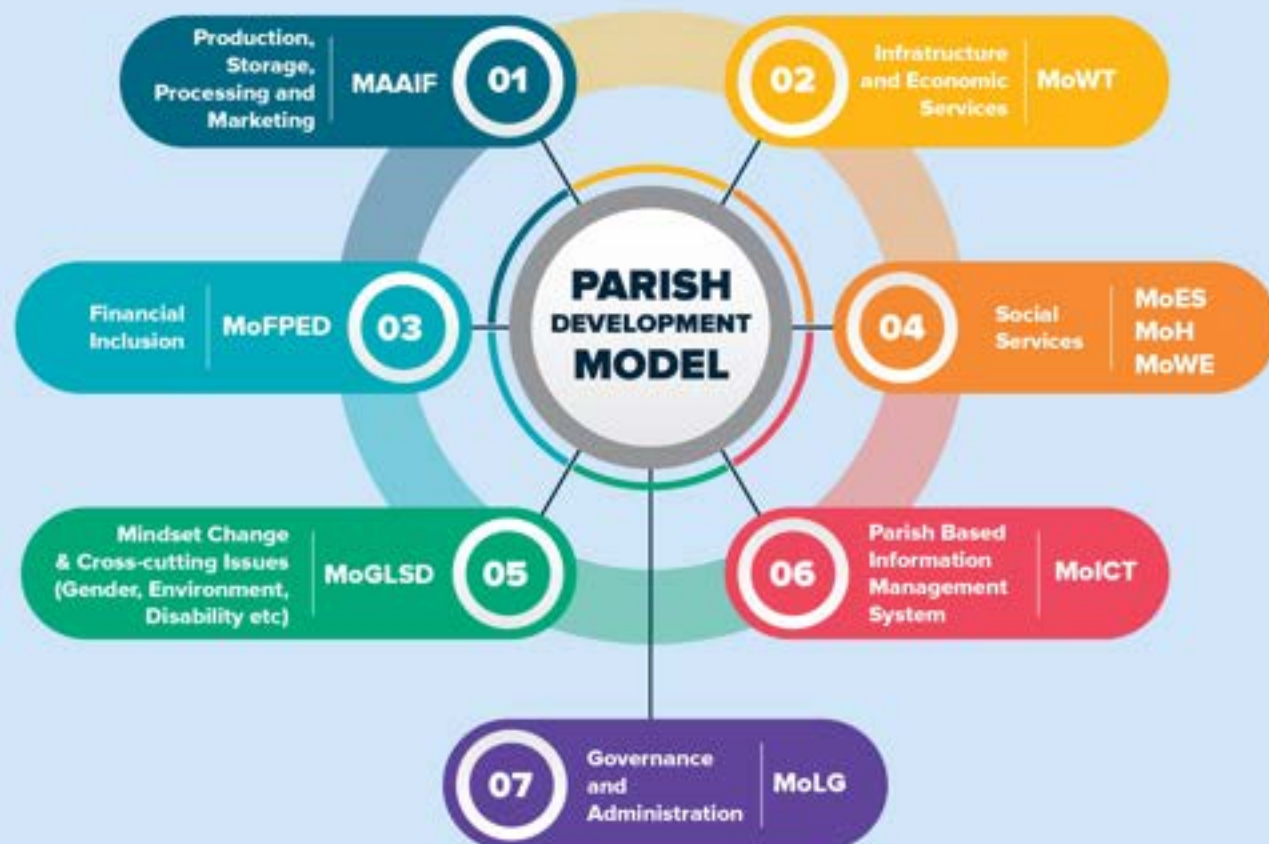 Production,
Storage,
Processing and
Marketing
MAAIF
01
02
Infratructure
and Economic
Services
MoWT
PARISH
DEVELOPMENT
MODEL
Financial
Inclusion
MoFPED
03
04
Social
Services
MoES
MoH
MoWE
Mindset Change
& Cross-cutting Issues
(Gender, Environment,
Disability etc)
MoGLSD
05
06
Parish Based
Information
Management
System
MoICT
07
Governance
and
Administration
MoLG